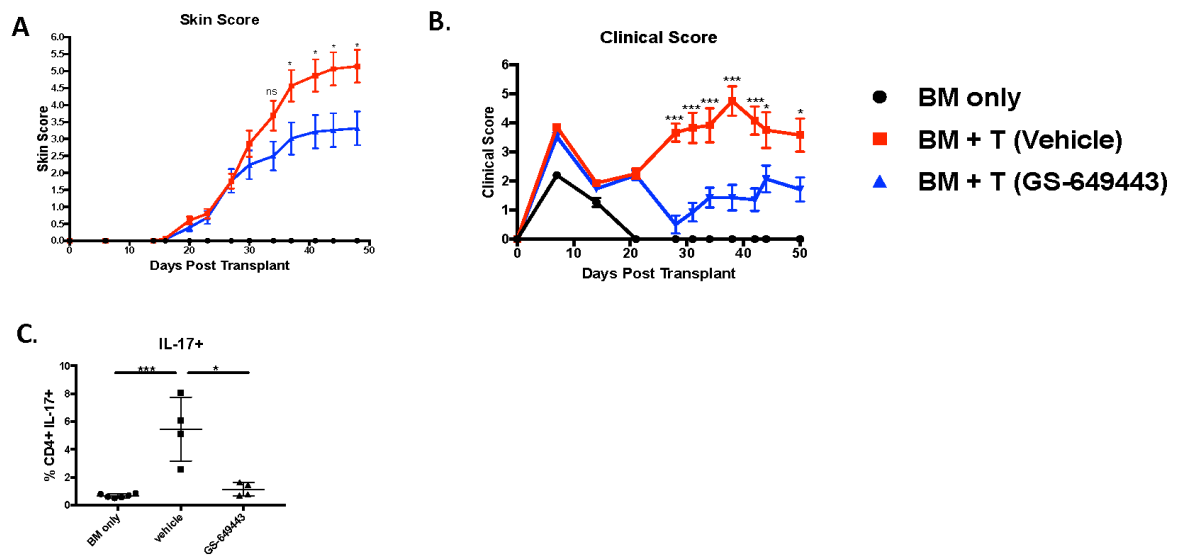 A
Skin Score
Skin Score
6.0
5.5
5.0
4.5
4.0
3.5
3.0
2.5
2.0
1.5
1.0
0.5
0.0
ns
*
*
*
*
0
10
20
30
40
50
Days Post Transplant
B.
Clinical Score
Clinical Score
6
5
4
3
2
1
0
***
***
***
***
***
*
*
0
10
20
31
40
50
Days Post Transplant
BM only
BM + T (Vehicle)
BM + T (GS-649443)
C.
IL-17+
% CD4+ IL-17+
10
8
6
4
2
0
***
*
BM only
vehicle
GS-649443